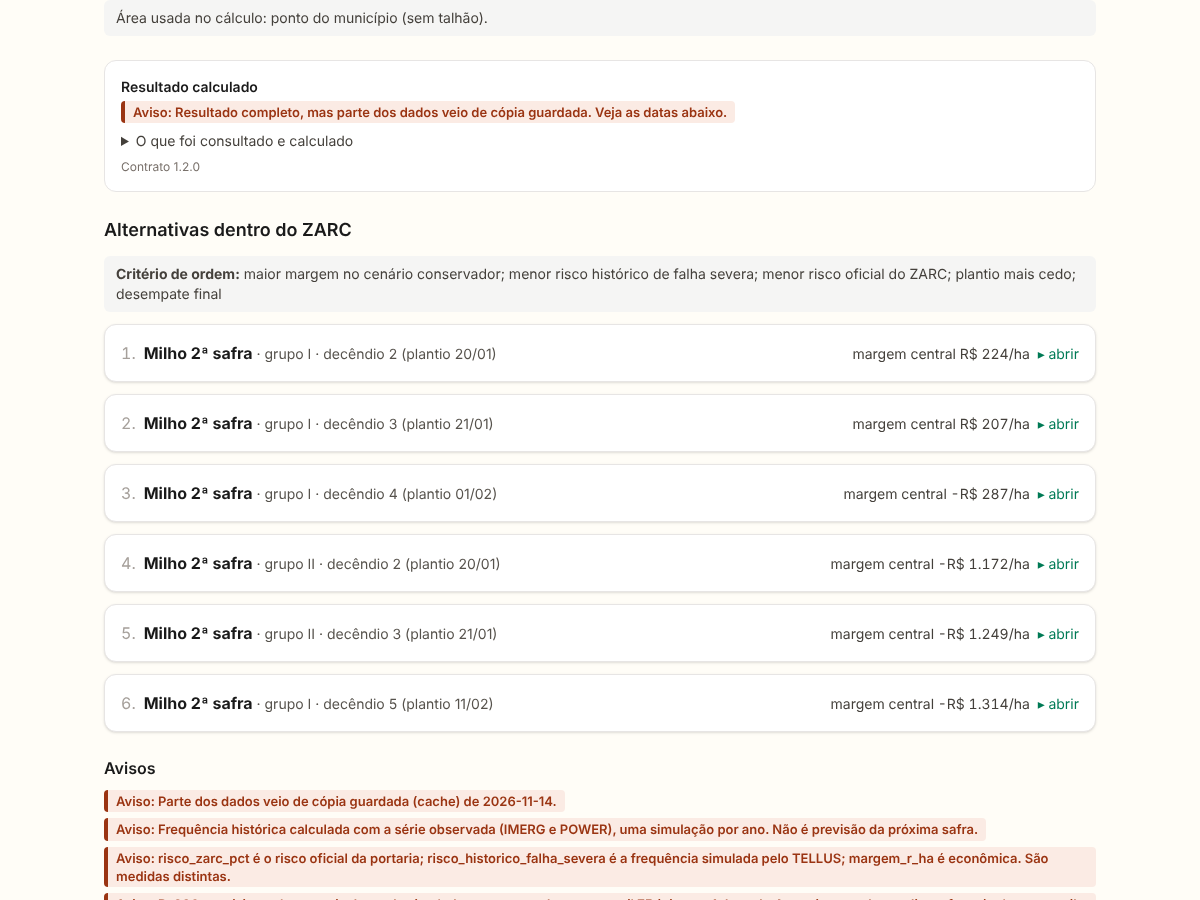 Área usada no cálculo: ponto do município (sem talhão).
Resultado calculado
Aviso: Resultado completo, mas parte dos dados veio de cópia guardada. Veja as datas abaixo.
▶ O que foi consultado e calculado
Contrato 1.2.0
Alternativas dentro do ZARC
Critério de ordem: maior margem no cenário conservador; menor risco histórico de falha severa; menor risco oficial do ZARC; plantio mais cedo;
desempate final
1. Milho 2ª safra · grupo I · decêndio 2 (plantio 20/01) margem central R$ 224/ha ▸ abrir
2. Milho 2ª safra · grupo I · decêndio 3 (plantio 21/01) margem central R$ 207/ha ▸ abrir
3. Milho 2ª safra · grupo I · decêndio 4 (plantio 01/02) margem central -R$ 287/ha ▸ abrir
4. Milho 2ª safra · grupo II · decêndio 2 (plantio 20/01) margem central -R$ 1.172/ha ▸ abrir
5. Milho 2ª safra · grupo II · decêndio 3 (plantio 21/01) margem central -R$ 1.249/ha ▸ abrir
6. Milho 2ª safra · grupo I · decêndio 5 (plantio 11/02) margem central -R$ 1.314/ha ▸ abrir
Avisos
Aviso: Parte dos dados veio de cópia guardada (cache) de 2026-11-14.
Aviso: Frequência histórica calculada com a série observada (IMERG e POWER), uma simulação por ano. Não é previsão da próxima safra.
Aviso: risco_zarc_pct é o risco oficial da portaria; risco_historico_falha_severa é a frequência simulada pelo TELLUS; margem_r_ha é econômica. São
medidas distintas.